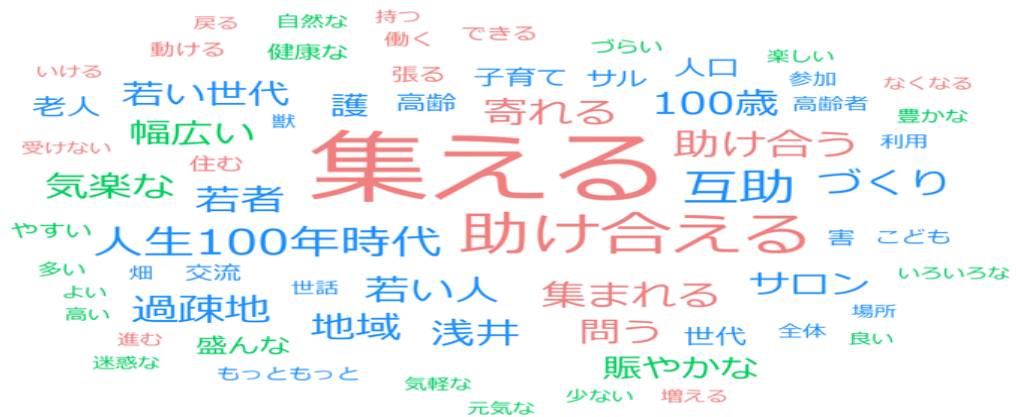 戻る 自然な 持つ
動ける 健康な 働く できる づらい 楽しい
いける 張る 子育て サル 人口 参加 なくなる
老人 若い世代 護 高齢 寄れる 100歳 高齢者 豊かな
受けない 幅広い 獣 集える 助け合う 利用
住む
気楽な 若者 互助 づくり
やすい 人生100年時代 助け合える 害 こども
多い 畑 交流 世話 若い人 集まれる サロン いろいろな
よい
高い 過疎地 地域 浅井 問う 世代 全体 場所
進む 盛んな 良い
迷惑な もっともっと 気軽な 賑やかな
元気な 少ない 増える